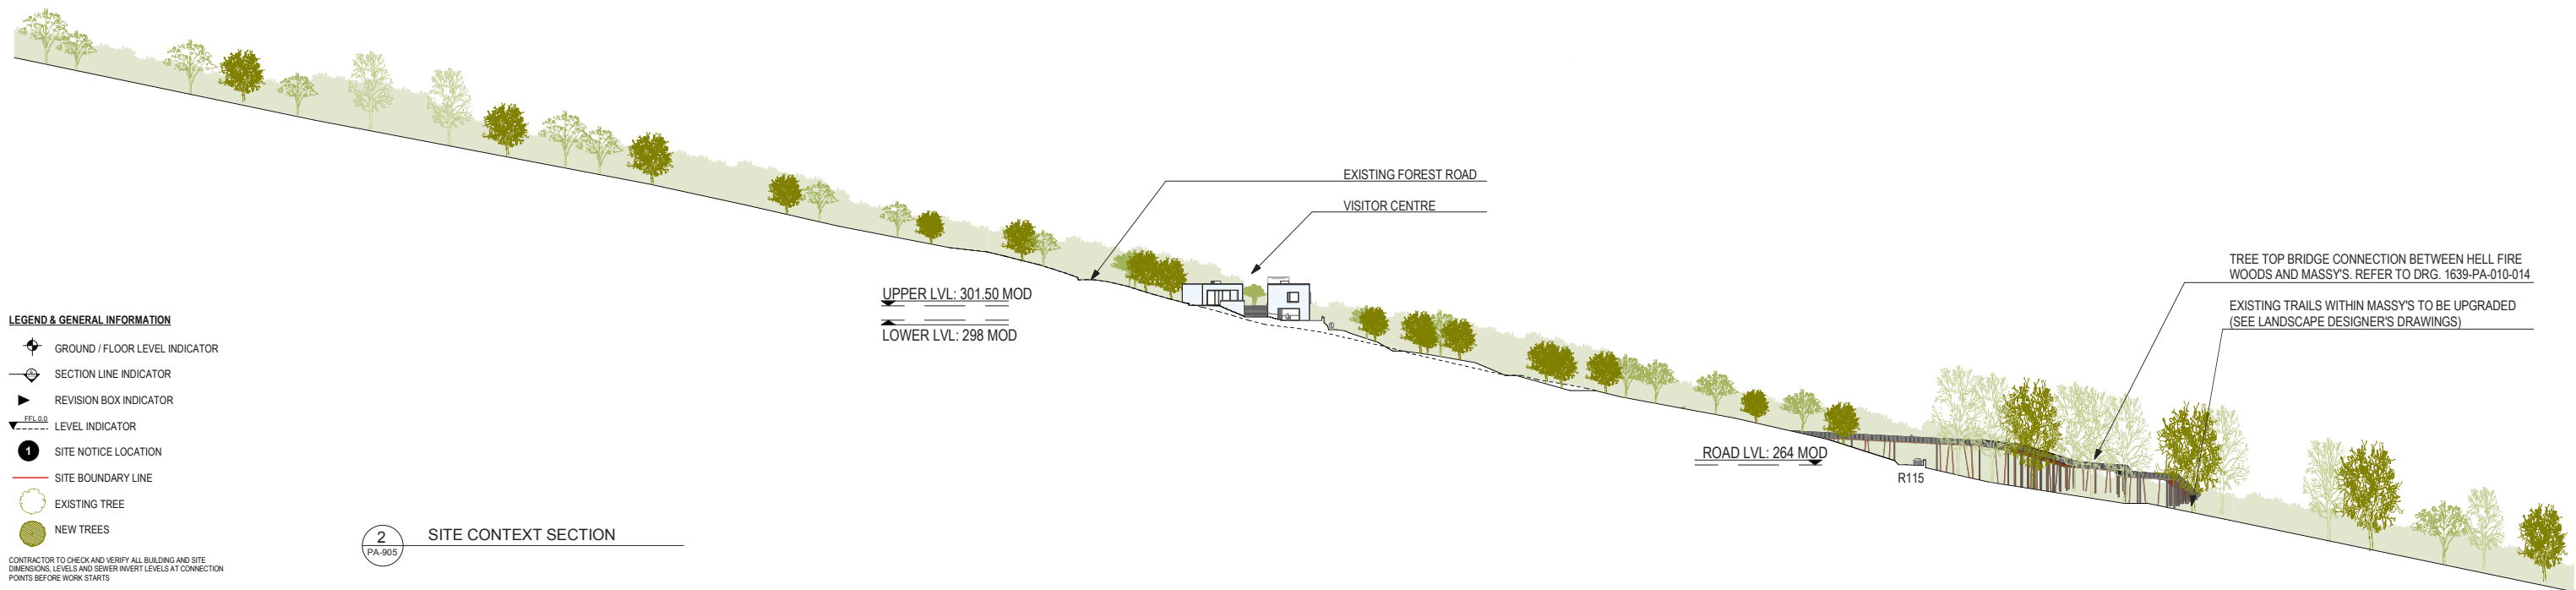 EXISTING FOREST ROAD
VISITOR CENTRE
TREE TOP BRIDGE CONNECTION BETWEEN HELL FIRE
WOODS AND MASSY'S. REFER TO DRG. 1639-PA-010-014
EXISTING TRAILS WITHIN MASSY'S TO BE UPGRADED
(SEE LANDSCAPE DESIGNER'S DRAWINGS)
UPPER LVL: 301.50 MOD
LOWER LVL: 298 MOD
ROAD LVL: 264 MOD
R115
LEGEND & GENERAL INFORMATION
GROUND / FLOOR LEVEL INDICATOR
SECTION LINE INDICATOR
REVISION BOX INDICATOR
FFL 0.0
LEVEL INDICATOR
1
SITE NOTICE LOCATION
SITE BOUNDARY LINE
EXISTING TREE
NEW TREES
CONTRACTOR TO CHECK AND VERIFY ALL BUILDING AND SITE
DIMENSIONS, LEVELS AND SEWER INVERT LEVELS AT CONNECTION
POINTS BEFORE WORK STARTS
2
PA-905
SITE CONTEXT SECTION